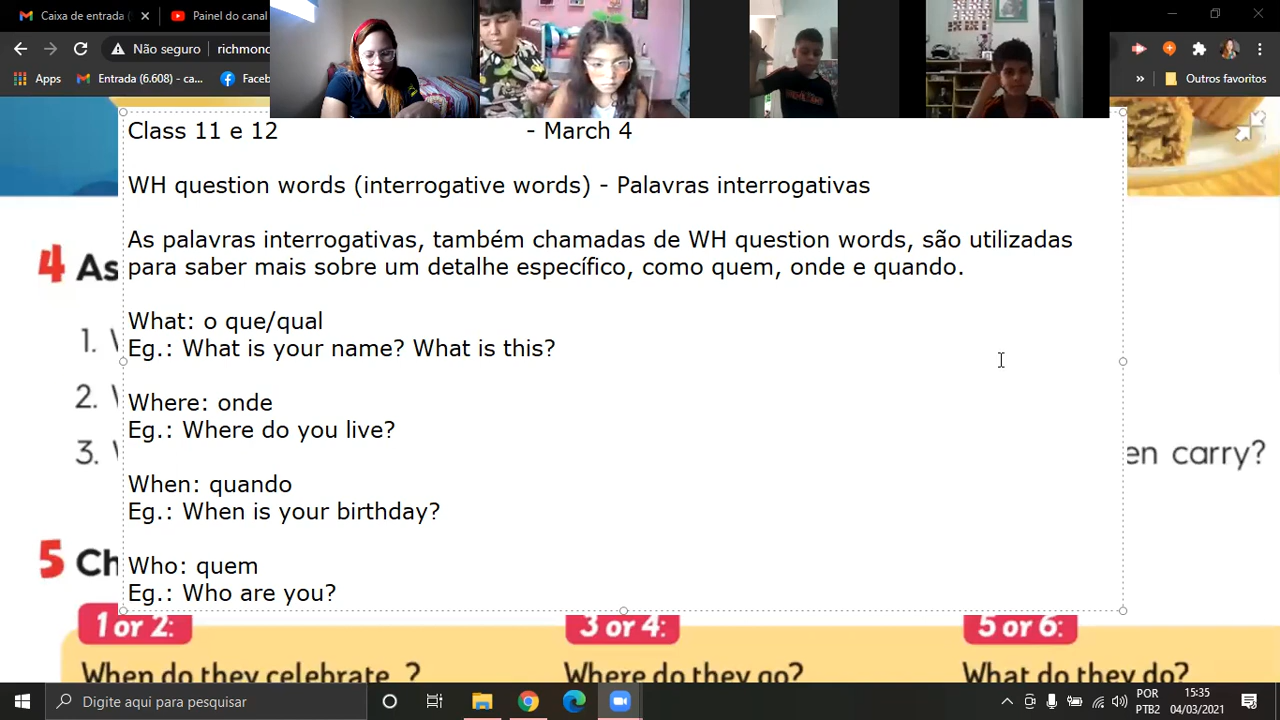 Caixa de entrada (
Painel do canal
Não seguro
richmond
Apps
Entrada (6.608) - ca...
Faceb
»
Outros favoritos
Class 11 e 12 - March 4
WH question words (interrogative words) - Palavras interrogativas
As palavras interrogativas, também chamadas de WH question words, são utilizadas
para saber mais sobre um detalhe específico, como quem, onde e quando.
What: o que/qual
Eg.: What is your name? What is this?
Where: onde
Eg.: Where do you live?
When: quando
Eg.: When is your birthday?
Who: quem
Eg.: Who are you?
4 As
1.
2.
3.
en carry?
5 Ch
1 or 2:
3 or 4:
5 or 6:
When do they celebrate ?
Where do they go?
What do they do?
Digite aqui para pesquisar
POR
PTB2
15:35
04/03/2021